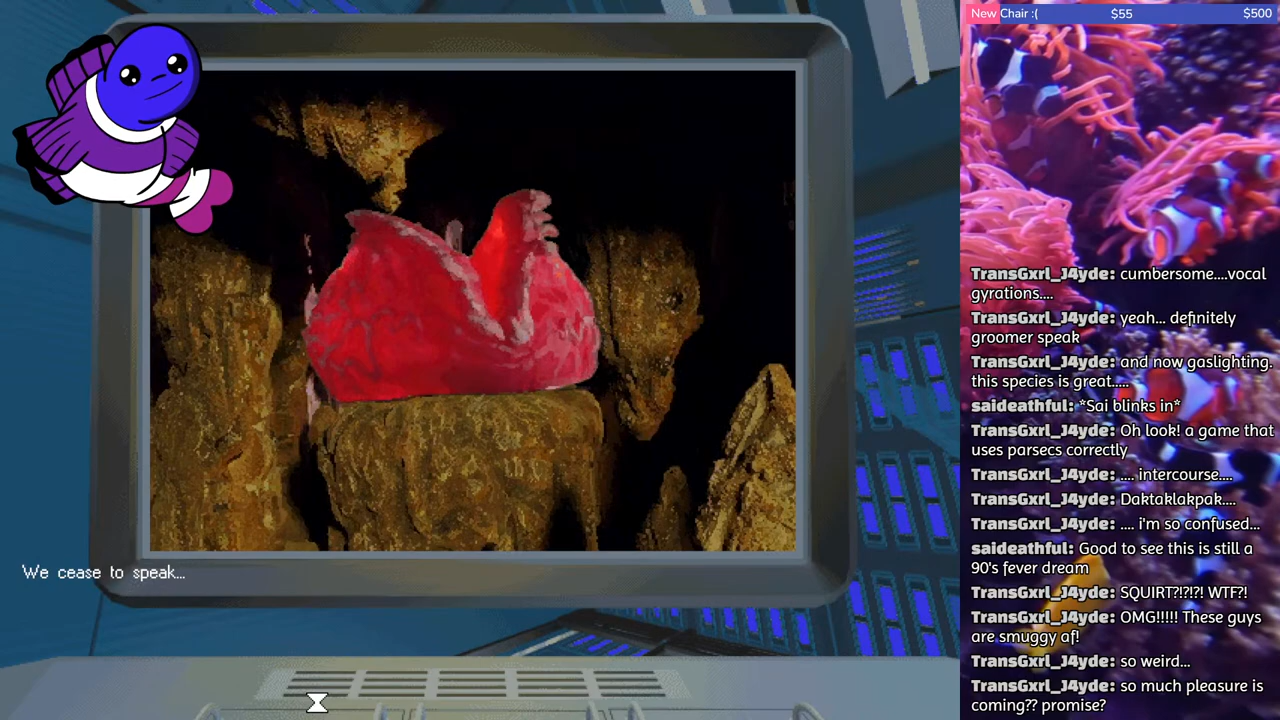 New Chair :( $55 $500
TransGxrl_J4yde: cumbersome....vocal
gyrations....
TransGxrl_J4yde: yeah... definitely
groomer speak
TransGxrl_J4yde: and now gaslighting.
this species is great.....
saideathful: *Sai blinks in*
TransGxrl_J4yde: Oh look! a game that
uses parsecs correctly
TransGxrl_J4yde: .... intercourse....
TransGxrl_J4yde: Daktaklakpak....
TransGxrl_J4yde: .... i'm so confused...
saideathful: Good to see this is still a
90's fever dream
TransGxrl_J4yde: SQUIRT?!?!?! WTF?!
TransGxrl_J4yde: OMG!!!!! These guys
are smuggy af!
TransGxrl_J4yde: so weird...
TransGxrl_J4yde: so much pleasure is
coming?? promise?
We cease to speak...